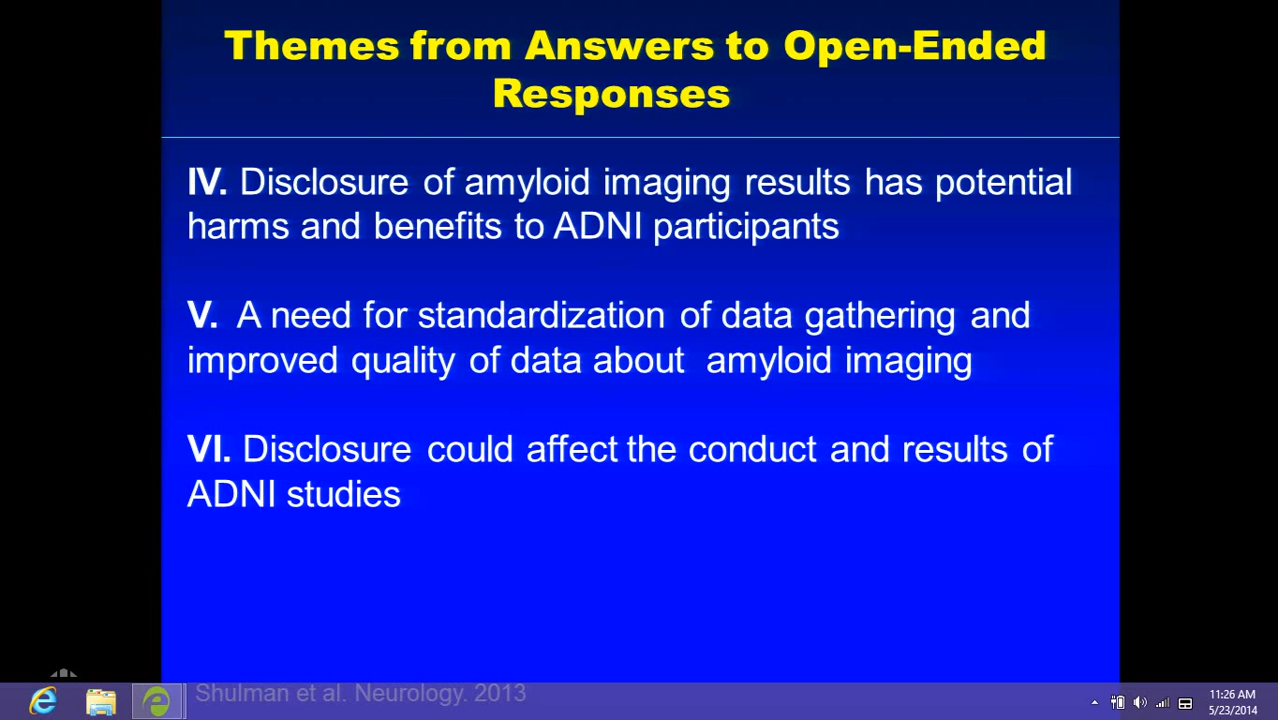 Themes from Answers to Open-Ended
Responses
IV. Disclosure of amyloid imaging results has potential
harms and benefits to ADNI participants
V. A need for standardization of data gathering and
improved quality of data about amyloid imaging
VI. Disclosure could affect the conduct and results of
ADNI studies
Shulman et al. Neurology. 2013
11:26 AM
5/23/2014